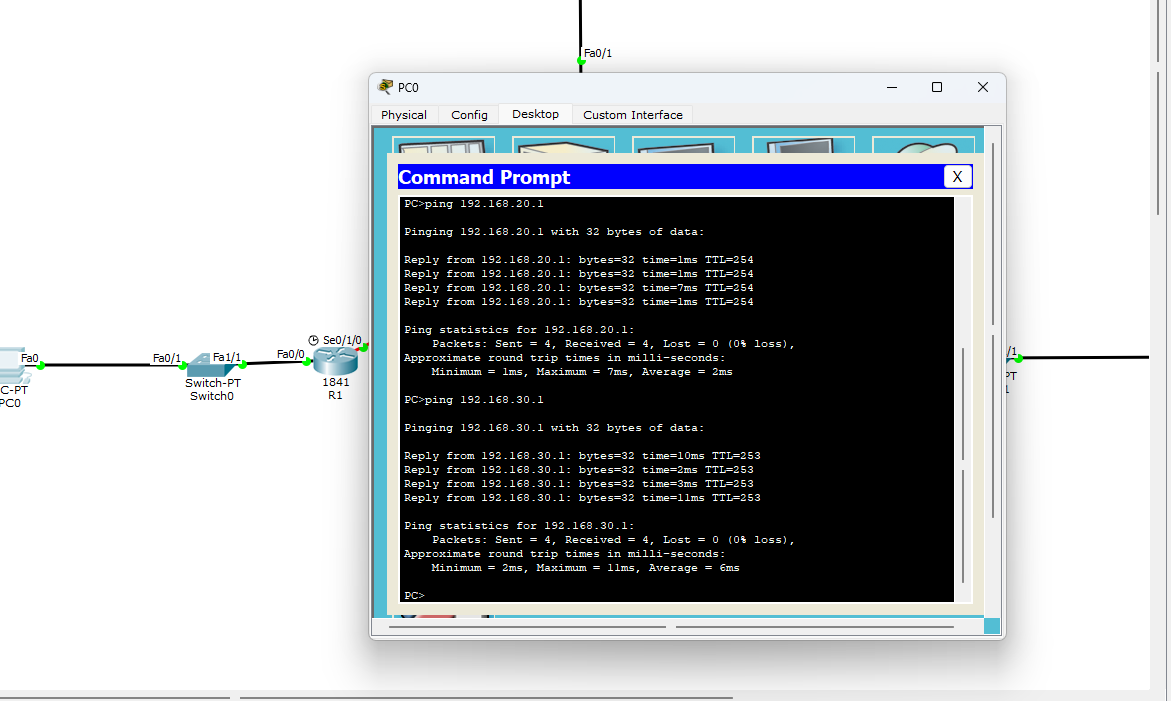 Fa0/1
PC0
Physical
Config
Desktop
Custom Interface
Command Prompt
X
PC>ping 192.168.20.1
Pinging 192.168.20.1 with 32 bytes of data:
Reply from 192.168.20.1: bytes=32 time=1ms TTL=254
Reply from 192.168.20.1: bytes=32 time=1ms TTL=254
Reply from 192.168.20.1: bytes=32 time=7ms TTL=254
Reply from 192.168.20.1: bytes=32 time=1ms TTL=254
Ping statistics for 192.168.20.1:
Packets: Sent = 4, Received = 4, Lost = 0 (0% loss),
Approximate round trip times in milli-seconds:
Minimum = 1ms, Maximum = 7ms, Average = 2ms
PC>ping 192.168.30.1
Pinging 192.168.30.1 with 32 bytes of data:
Reply from 192.168.30.1: bytes=32 time=10ms TTL=253
Reply from 192.168.30.1: bytes=32 time=2ms TTL=253
Reply from 192.168.30.1: bytes=32 time=3ms TTL=253
Reply from 192.168.30.1: bytes=32 time=11ms TTL=253
Ping statistics for 192.168.30.1:
Packets: Sent = 4, Received = 4, Lost = 0 (0% loss),
Approximate round trip times in milli-seconds:
Minimum = 2ms, Maximum = 11ms, Average = 6ms
PC>
Fa0
C-PT
PC0
Fa0/1
Fa1/1
Switch-PT
Switch0
Fa0/0
Se0/1/0
1841
R1
/1
PT